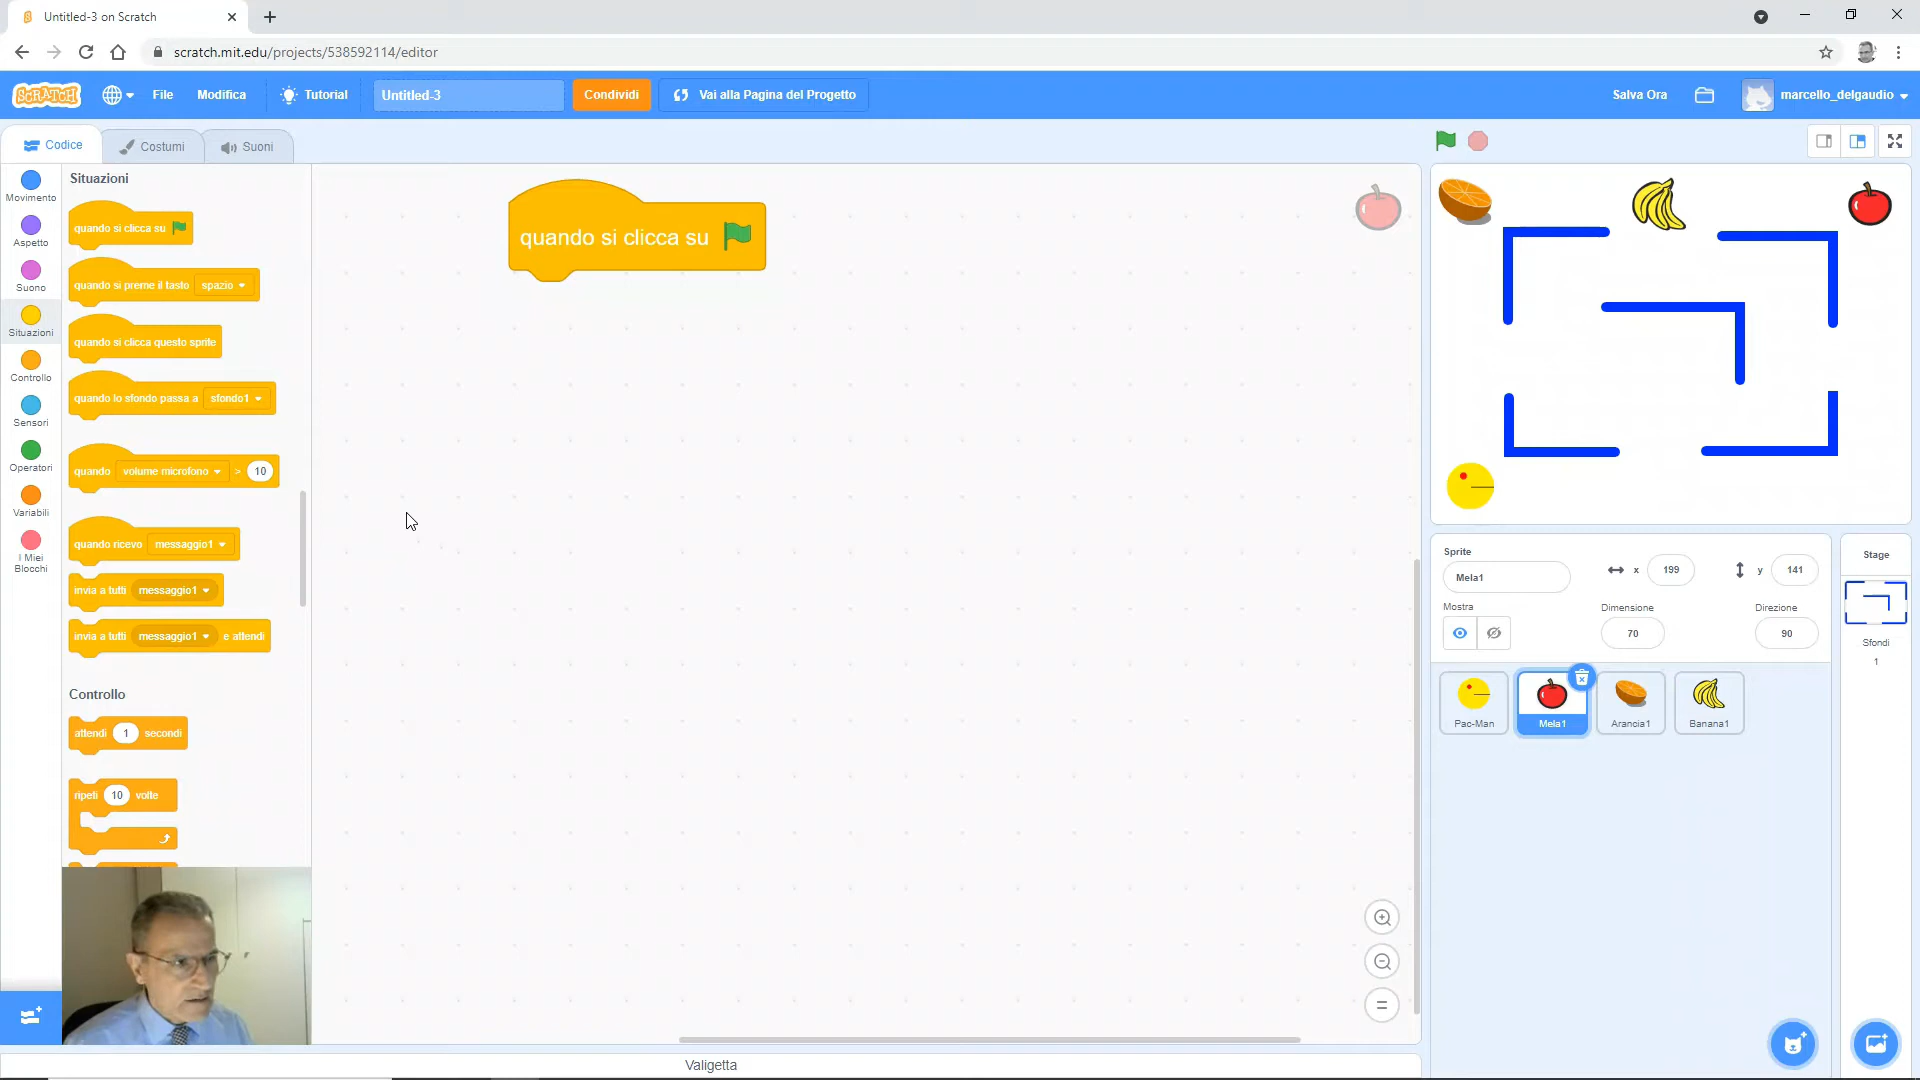 Untitled-3 on Scratch
scratch.mit.edu/projects/538592114/editor
SCRATCH
File
Modifica
Tutorial
Untitled-3
Condividi
Vai alla Pagina del Progetto
Salva Ora
marcello_delgaudio
Codice
Costumi
Suoni
Movimento
Aspetto
Suono
Situazioni
Controllo
Sensori
Operatori
Variabili
I Miei
Blocchi
Situazioni
quando si clicca su
quando si preme il tasto spazio
quando si clicca questo sprite
quando lo sfondo passa a sfondo1
quando volume microfono > 10
quando ricevo messaggio1
invia a tutti messaggio1
invia a tutti messaggio1 e attendi
Controllo
attendi 1 secondi
ripeti 10 volte
quando si clicca su
Valigetta
Sprite
Mela1
x 199
y 141
Mostra
Dimensione
70
Direzione
90
Pac-Man
Mela1
Arancia1
Banana1
Stage
Sfondi
1